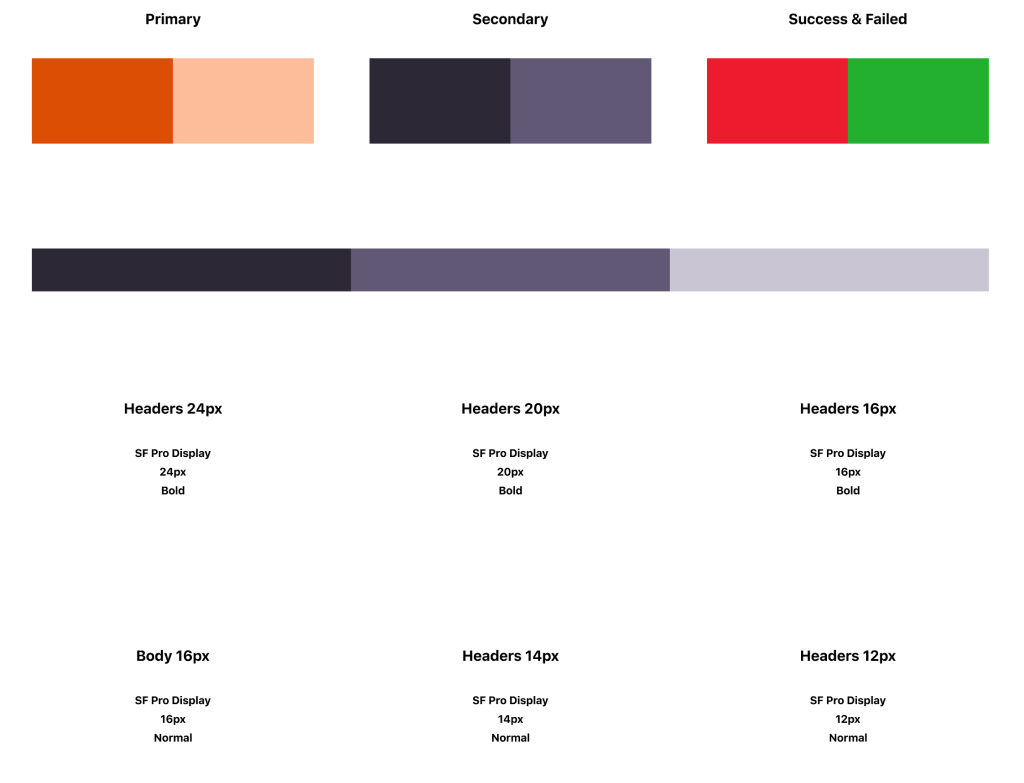 Primary
Secondary
Success & Failed
Headers 24px
SF Pro Display
24px
Bold
Headers 20px
SF Pro Display
20px
Bold
Headers 16px
SF Pro Display
16px
Bold
Body 16px
SF Pro Display
16px
Normal
Headers 14px
SF Pro Display
14px
Normal
Headers 12px
SF Pro Display
12px
Normal